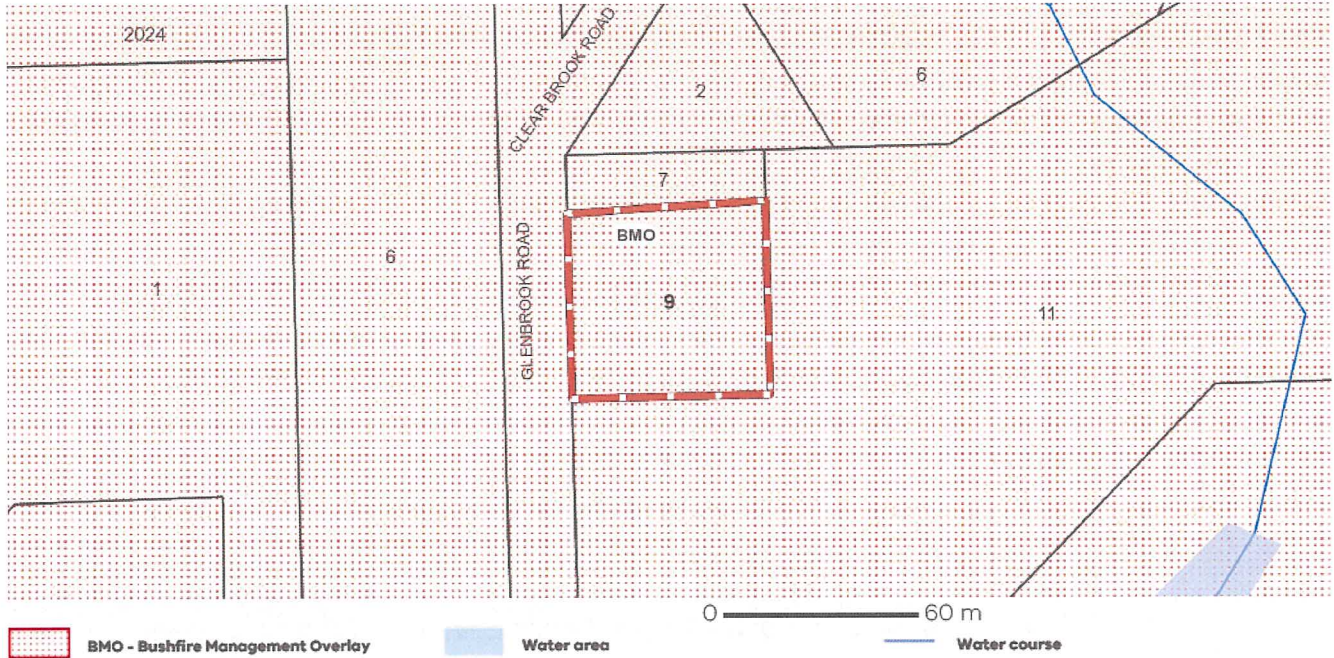 2024
CLEAR BROOK ROAD
2
6
7
BMO
GLENBROOK ROAD
6
1
9
11
0 60 m
BMO - Bushfire Management Overlay
Water area
Water course